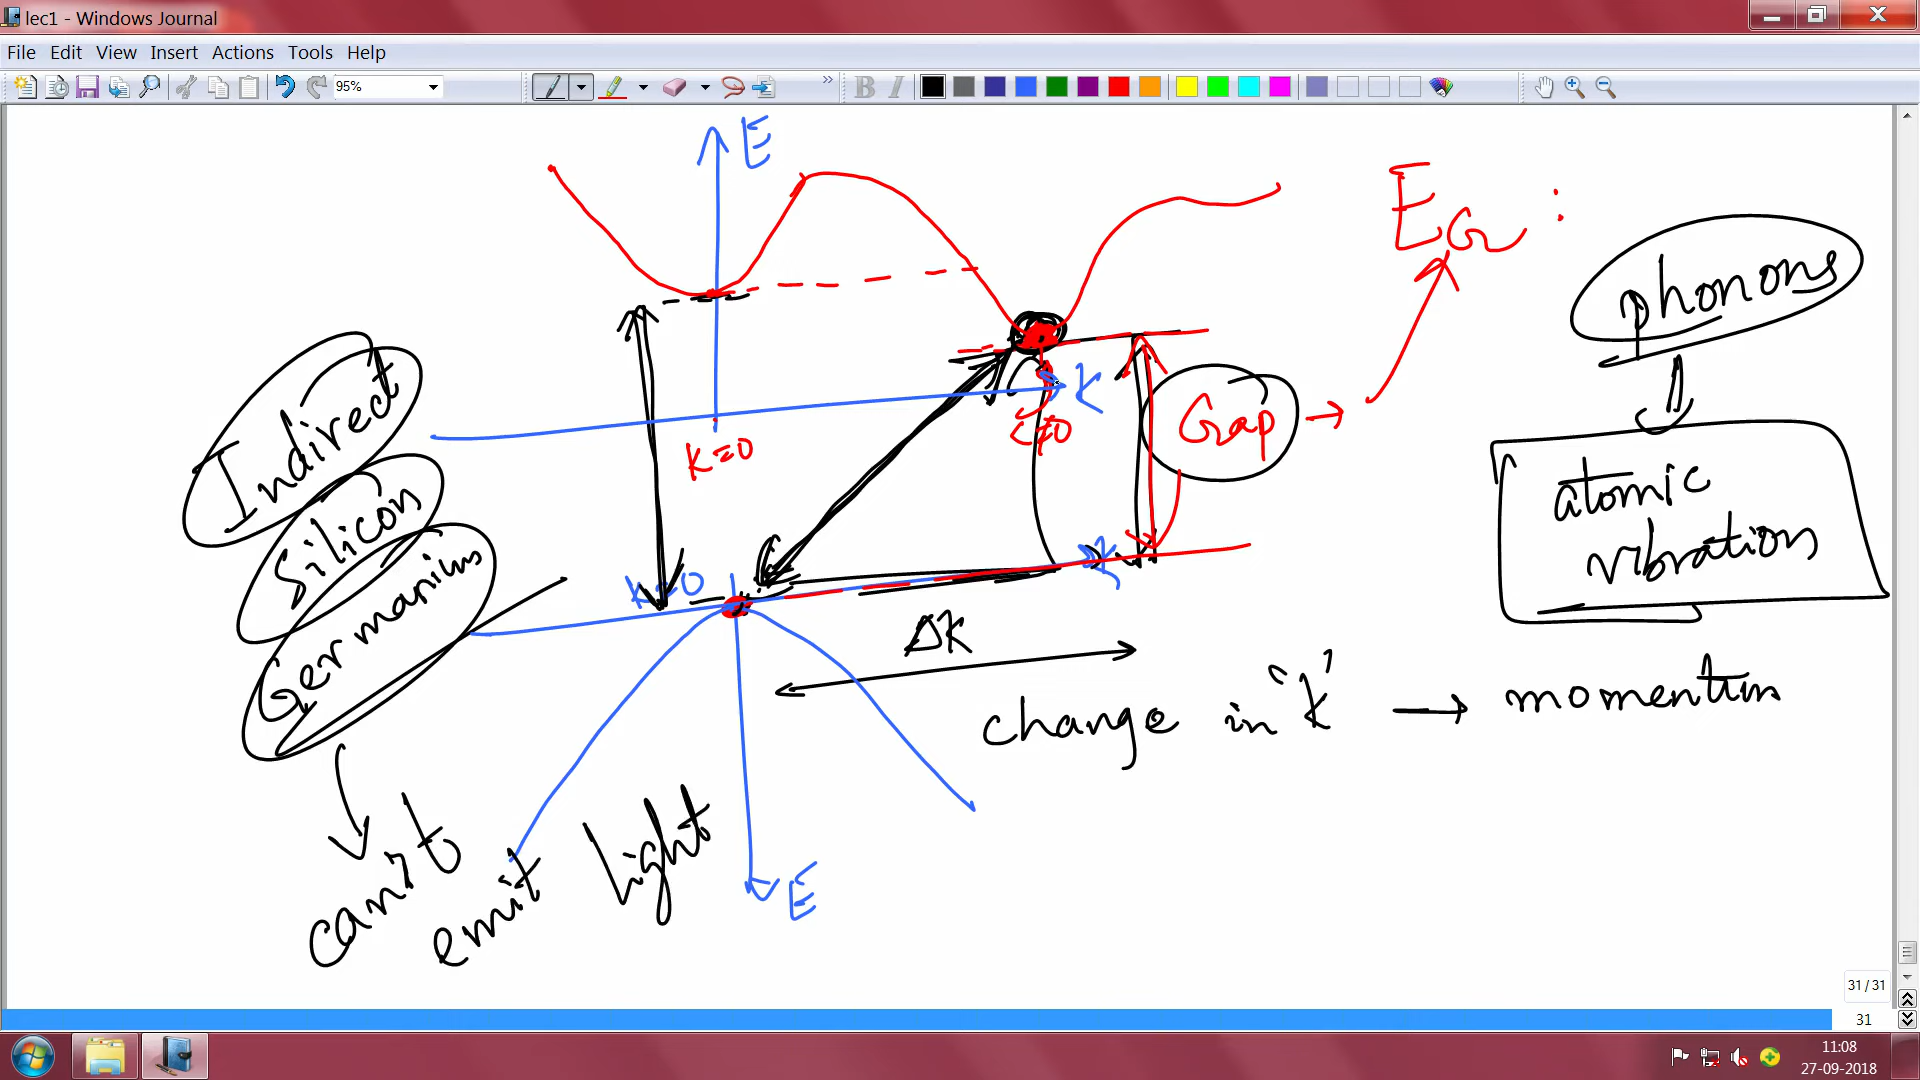 lec1 - Windows Journal
File Edit View Insert Actions Tools Help
95%
B I
E
EG :
phonons
Indirect
Silicon
Germanium
k
k=0
≠0
Gap
atomic
vibration
k=0
k
ΔK
change in "k" → momentum
can't
emit light
E
31 / 31
31
11:08
27-09-2018